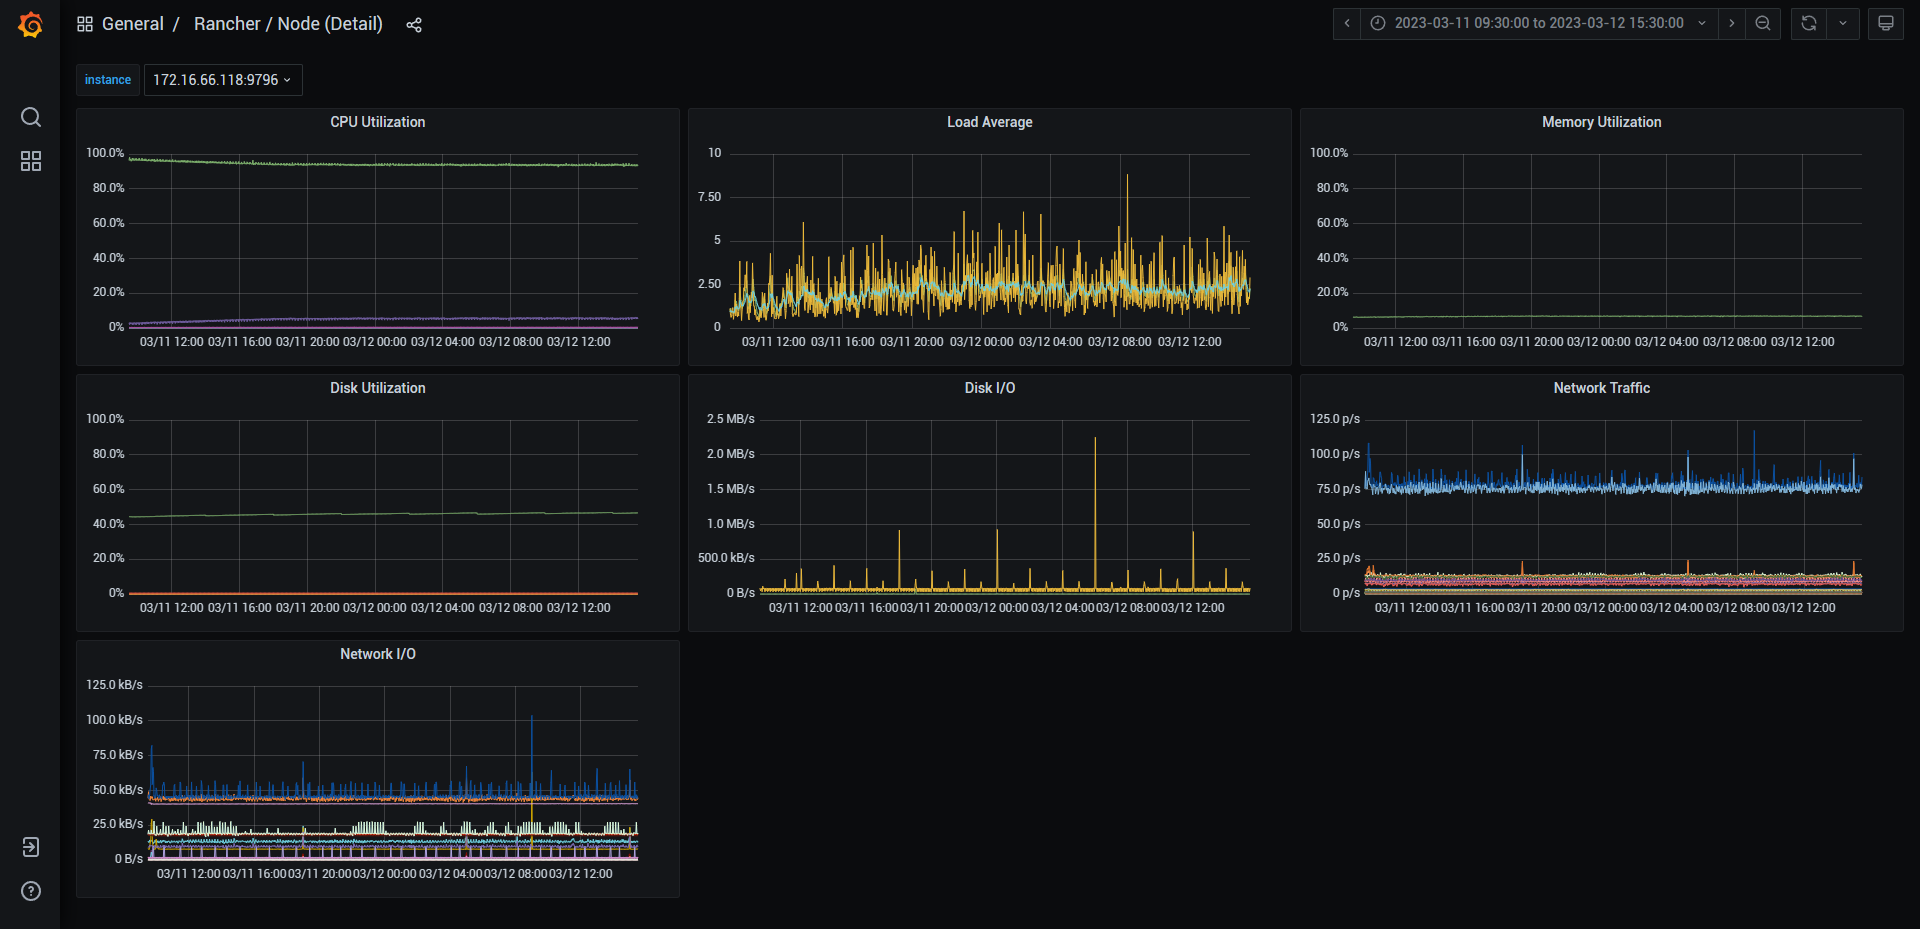 General / Rancher / Node (Detail)
2023-03-11 09:30:00 to 2023-03-12 15:30:00
instance
172.16.66.118:9796
CPU Utilization
100.0%
80.0%
60.0%
40.0%
20.0%
0%
03/11 12:00 03/11 16:00 03/11 20:00 03/12 00:00 03/12 04:00 03/12 08:00 03/12 12:00
Load Average
10
7.50
5
2.50
0
03/11 12:00 03/11 16:00 03/11 20:00 03/12 00:00 03/12 04:00 03/12 08:00 03/12 12:00
Memory Utilization
100.0%
80.0%
60.0%
40.0%
20.0%
0%
03/11 12:00 03/11 16:00 03/11 20:00 03/12 00:00 03/12 04:00 03/12 08:00 03/12 12:00
Disk Utilization
100.0%
80.0%
60.0%
40.0%
20.0%
0%
03/11 12:00 03/11 16:00 03/11 20:00 03/12 00:00 03/12 04:00 03/12 08:00 03/12 12:00
Disk I/O
2.5 MB/s
2.0 MB/s
1.5 MB/s
1.0 MB/s
500.0 kB/s
0 B/s
03/11 12:00 03/11 16:00 03/11 20:00 03/12 00:00 03/12 04:00 03/12 08:00 03/12 12:00
Network Traffic
125.0 p/s
100.0 p/s
75.0 p/s
50.0 p/s
25.0 p/s
0 p/s
03/11 12:00 03/11 16:00 03/11 20:00 03/12 00:00 03/12 04:00 03/12 08:00 03/12 12:00
Network I/O
125.0 kB/s
100.0 kB/s
75.0 kB/s
50.0 kB/s
25.0 kB/s
0 B/s
03/11 12:00 03/11 16:00 03/11 20:00 03/12 00:00 03/12 04:00 03/12 08:00 03/12 12:00